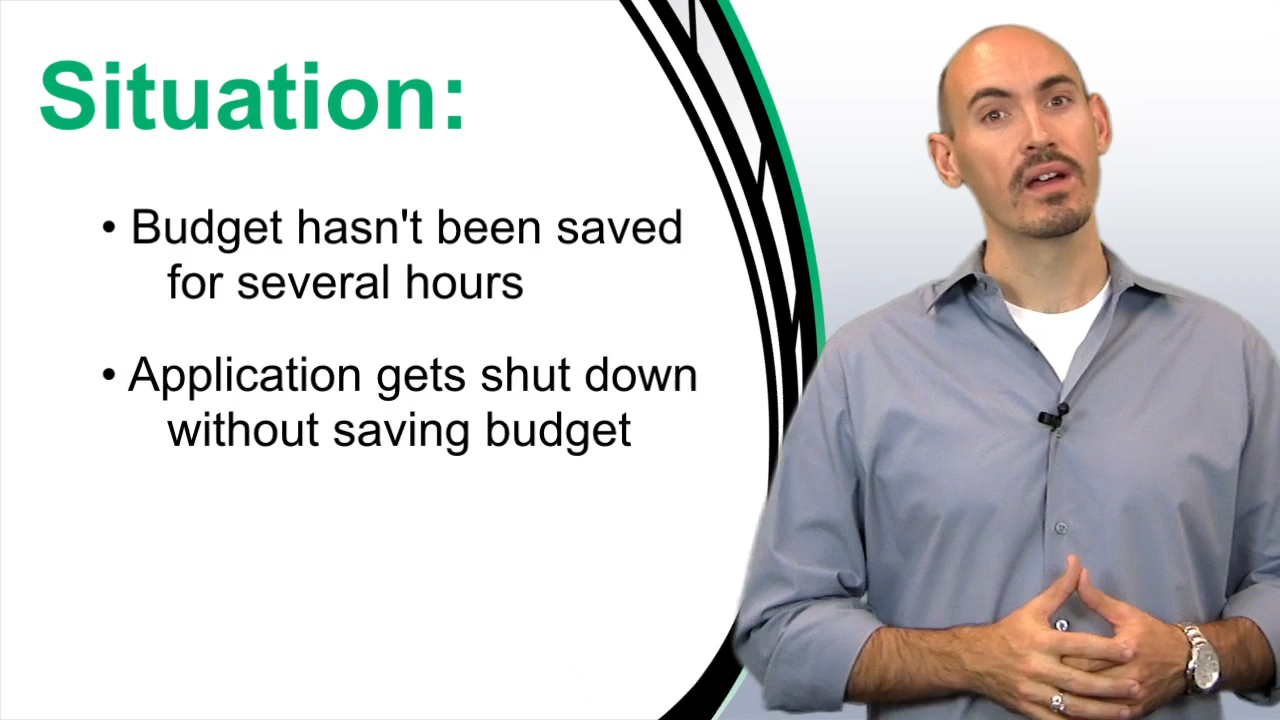 Situation:
• Budget hasn't been saved
for several hours
• Application gets shut down
without saving budget